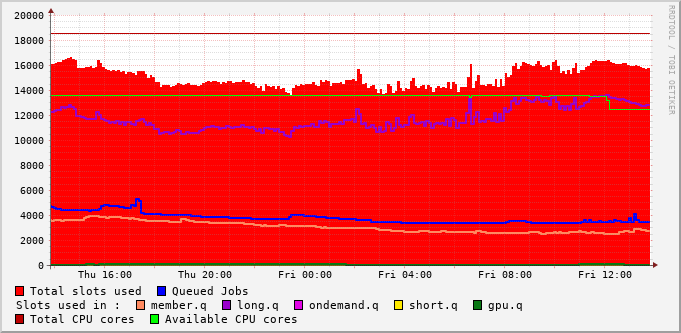 20000
18000
16000
14000
12000
10000
8000
6000
4000
2000
0
Thu 16:00 Thu 20:00 Fri 00:00 Fri 04:00 Fri 08:00 Fri 12:00
Total slots used Queued Jobs
Slots used in : member.q long.q ondemand.q short.q gpu.q
Total CPU cores Available CPU cores
RRDTOOL / TOBI OETIKER